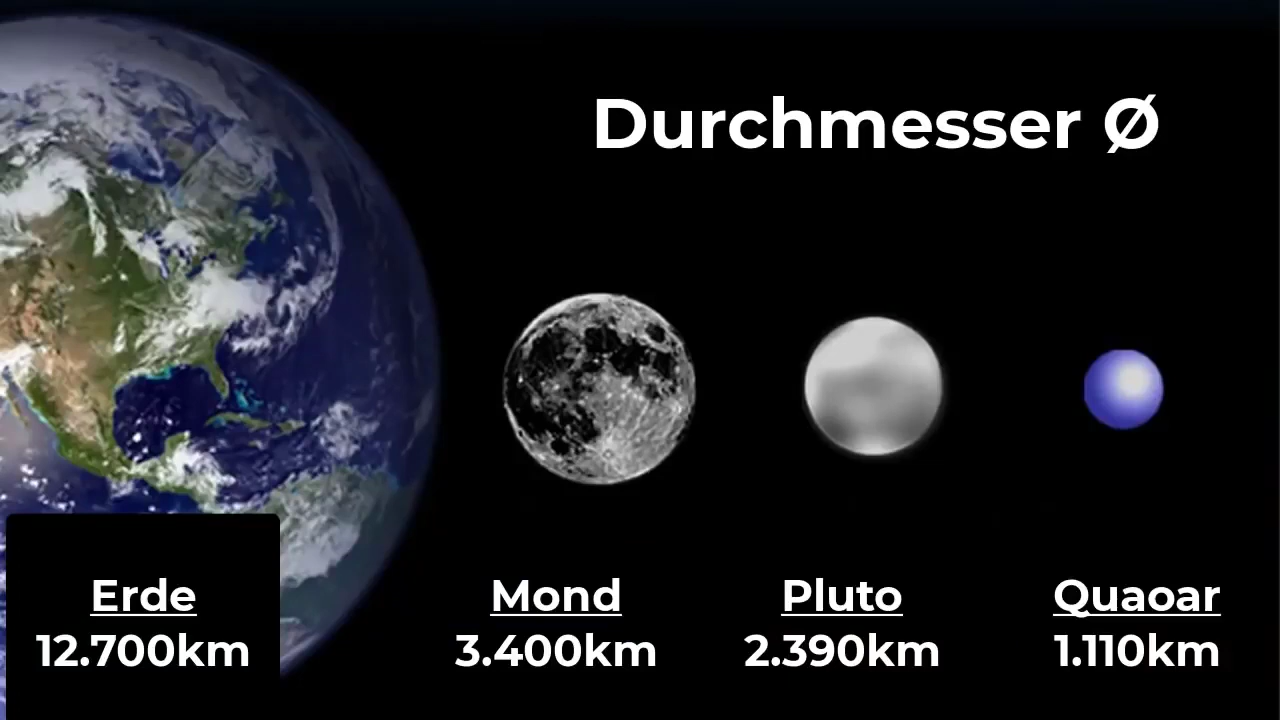 Durchmesser Ø
Erde
12.700km
Mond
3.400km
Pluto
2.390km
Quaoar
1.110km